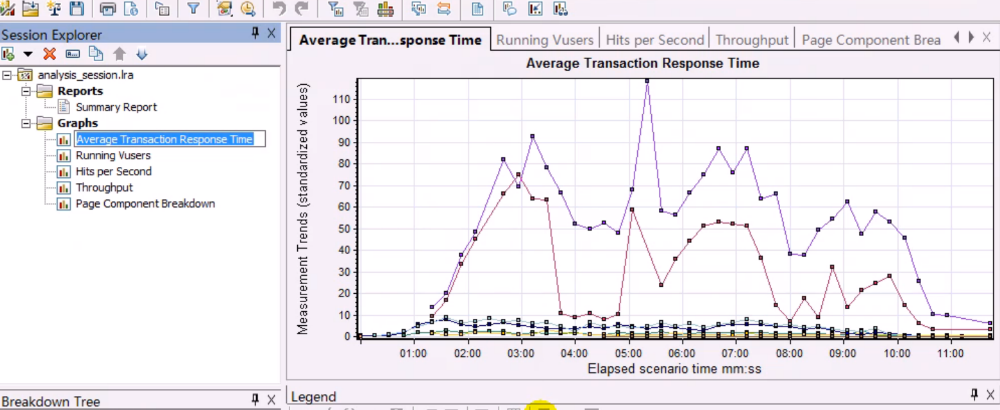 Session Explorer
analysis_session.lra
Reports
Summary Report
Graphs
Average Transaction Response Time
Running Vusers
Hits per Second
Throughput
Page Component Breakdown
Breakdown Tree
Average Tran...sponse Time
Running Vusers
Hits per Second
Throughput
Page Component Brea
Average Transaction Response Time
Measurement Trends (standardized values)
110
100
90
80
70
60
50
40
30
20
10
0
01:00 02:00 03:00 04:00 05:00 06:00 07:00 08:00 09:00 10:00 11:00
Elapsed scenario time mm:ss
Legend